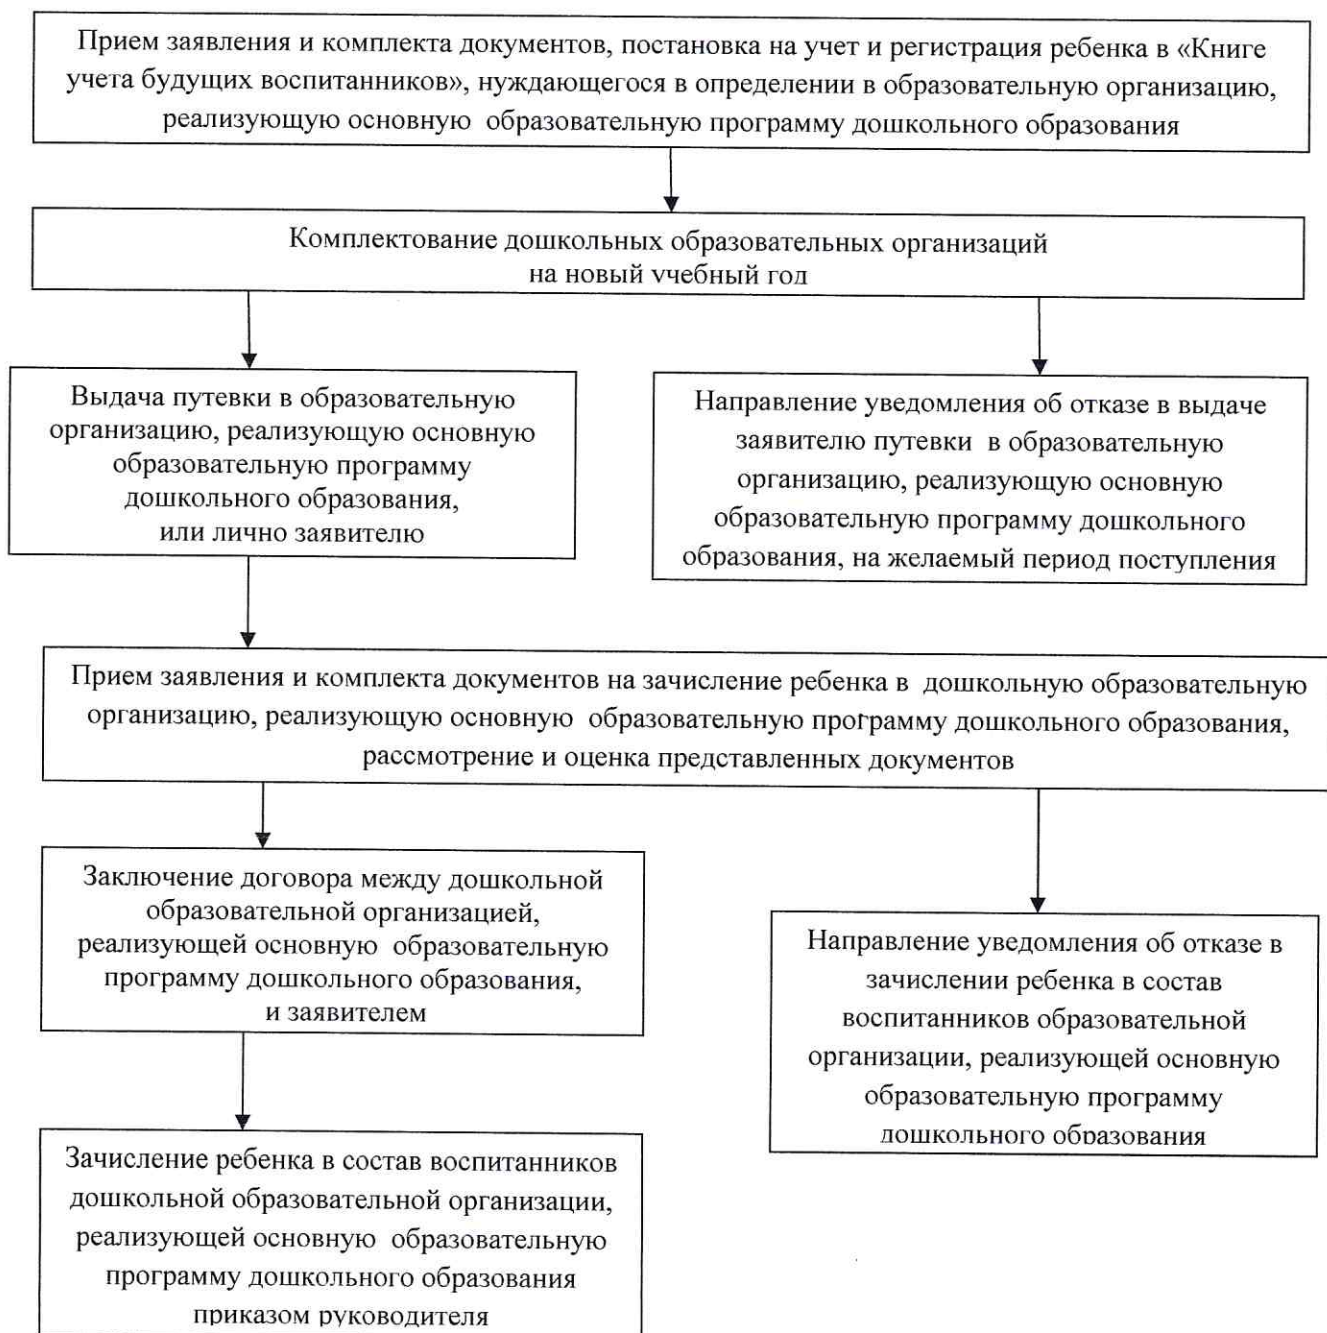 Прием заявления и комплекта документов, постановка на учет и регистрация ребенка в «Книге
учета будущих воспитанников», нуждающегося в определении в образовательную организацию,
реализующую основную образовательную программу дошкольного образования
Комплектование дошкольных образовательных организаций
на новый учебный год
Выдача путевки в образовательную
организацию, реализующую основную
образовательную программу
дошкольного образования,
или лично заявителю
Направление уведомления об отказе в выдаче
заявителю путевки в образовательную
организацию, реализующую основную
образовательную программу дошкольного
образования, на желаемый период поступления
Прием заявления и комплекта документов на зачисление ребенка в дошкольную образовательную
организацию, реализующую основную образовательную программу дошкольного образования,
рассмотрение и оценка представленных документов
Заключение договора между дошкольной
образовательной организацией,
реализующей основную образовательную
программу дошкольного образования,
и заявителем
Направление уведомления об отказе в
зачислении ребенка в состав
воспитанников образовательной
организации, реализующей основную
образовательную программу
дошкольного образования
Зачисление ребенка в состав воспитанников
дошкольной образовательной организации,
реализующей основную образовательную
программу дошкольного образования
приказом руководителя